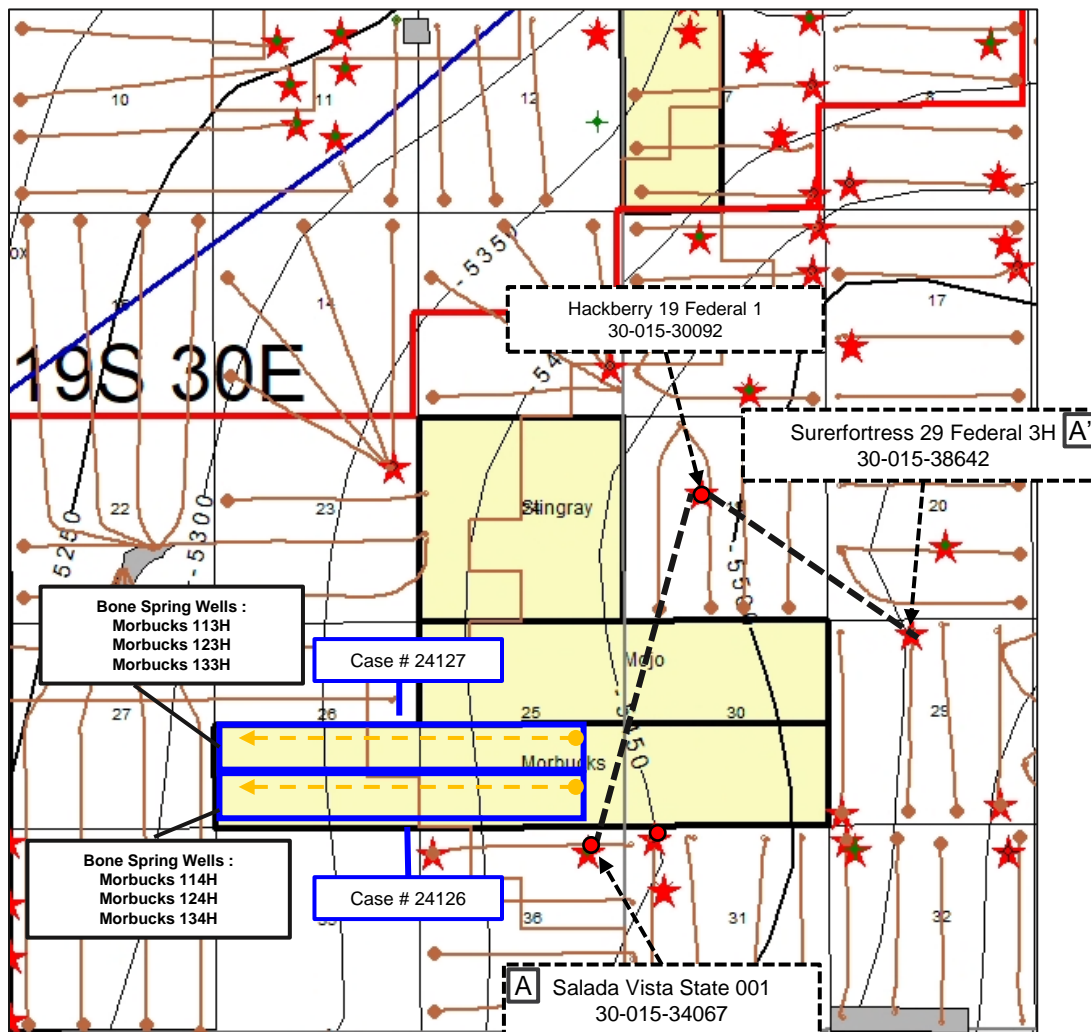 10
11
12
7
8
-5350
14
17
Hackberry 19 Federal 1
30-015-30092
19S 30E
Surerfortress 29 Federal 3H
A'
30-015-38642
22
23
Stingray
20
5250
-5300
-5500
Bone Spring Wells :
Morbucks 113H
Morbucks 123H
Morbucks 133H
Case # 24127
Mojo
27
26
25
30
29
-5450
Morbucks
Bone Spring Wells :
Morbucks 114H
Morbucks 124H
Morbucks 134H
Case # 24126
36
31
32
A
Salada Vista State 001
30-015-34067